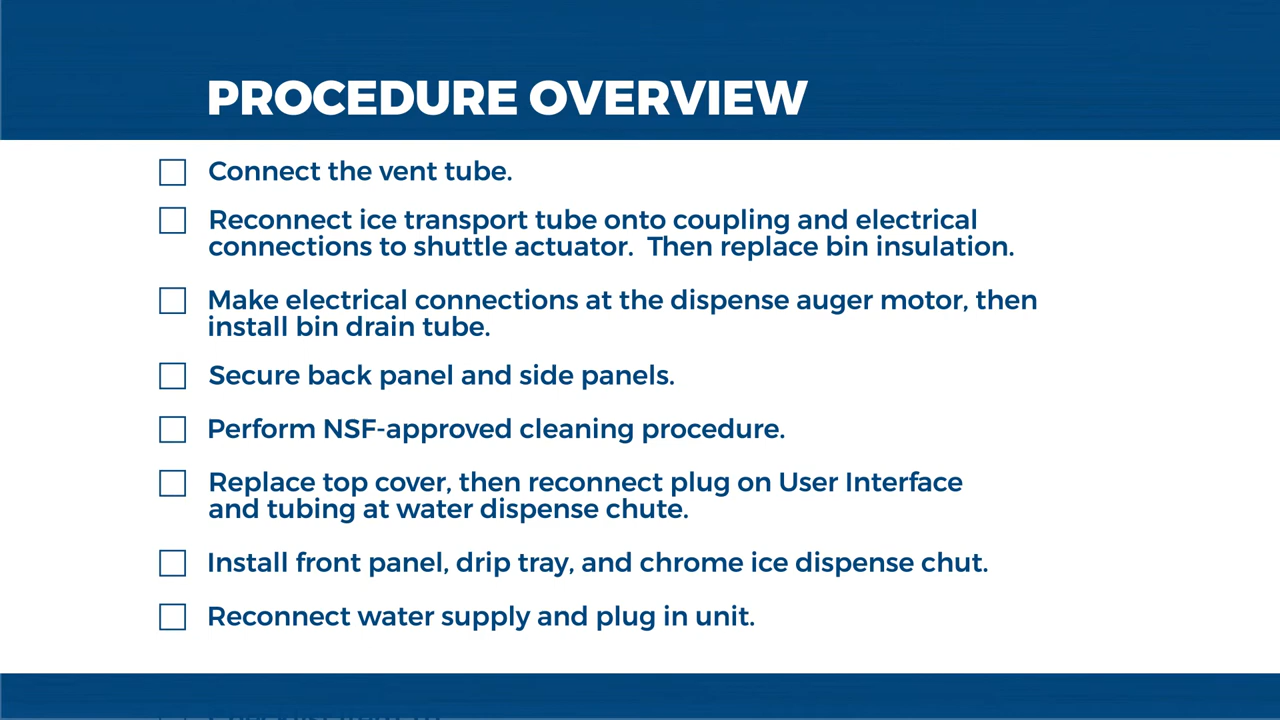 PROCEDURE OVERVIEW
Connect the vent tube.
Reconnect ice transport tube onto coupling and electrical
connections to shuttle actuator.  Then replace bin insulation.
Make electrical connections at the dispense auger motor, then
install bin drain tube.
Secure back panel and side panels.
Perform NSF-approved cleaning procedure.
Replace top cover, then reconnect plug on User Interface
and tubing at water dispense chute.
Install front panel, drip tray, and chrome ice dispense chut.
Reconnect water supply and plug in unit.